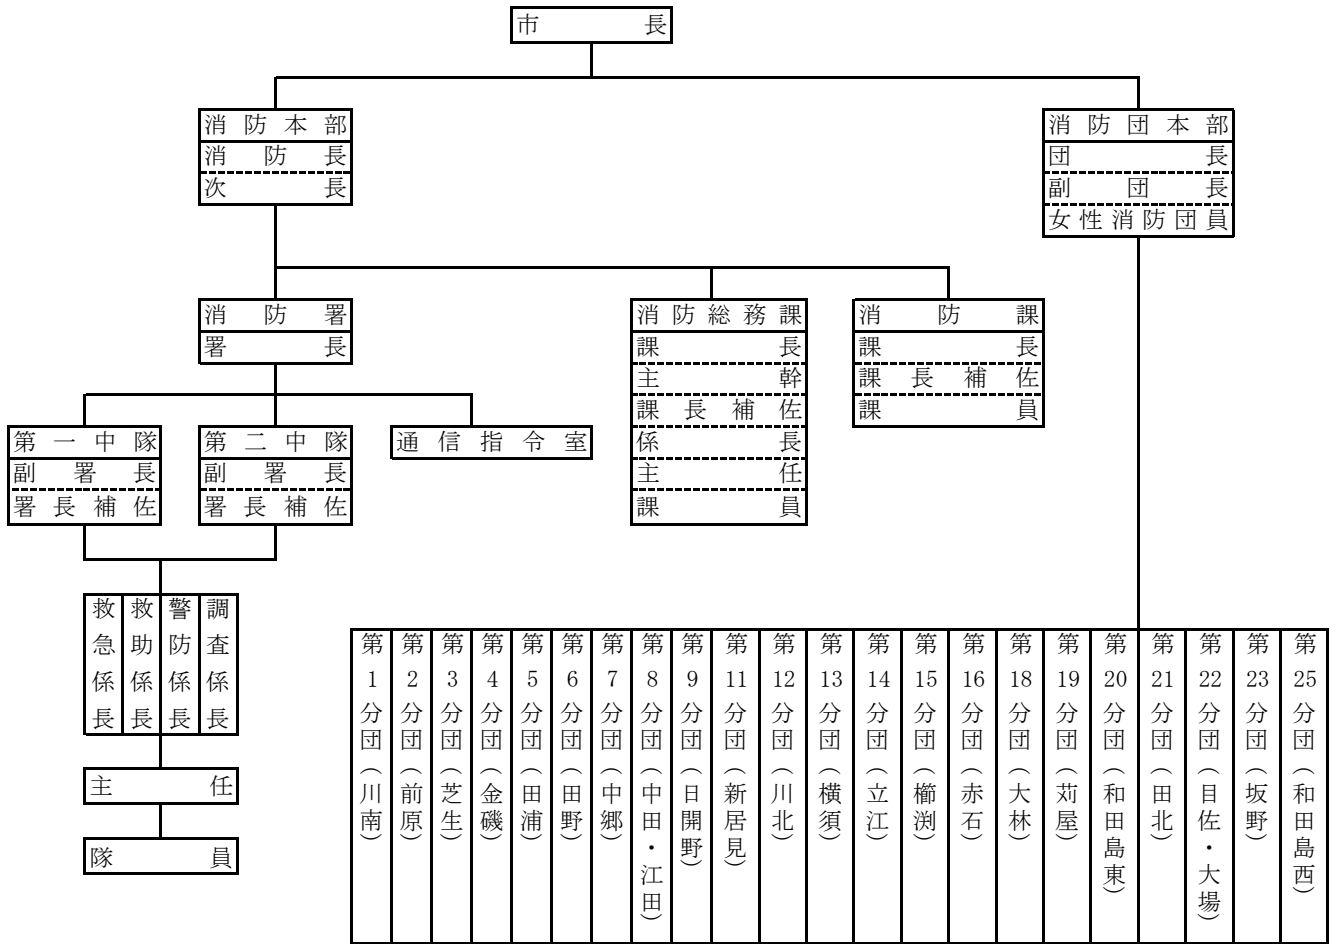 市長
消防本部
消防長
次長
消防団本部
団長
副団長
女性消防団員
消防署
署長
消防総務課
課長
主幹
課長補佐
係長
主任
課員
消防課
課長
課長補佐
課員
第一中隊
副署長
署長補佐
第二中隊
副署長
署長補佐
通信指令室
救急係長
救助係長
警防係長
調査係長
主任
隊員
第1分団(川南)
第2分団(前原)
第3分団(芝生)
第4分団(金磯)
第5分団(田浦)
第6分団(田野)
第7分団(中郷)
第8分団(中田・江田)
第9分団(日開野)
第11分団(新居見)
第12分団(川北)
第13分団(横須)
第14分団(立江)
第15分団(櫛渕)
第16分団(赤石)
第18分団(大林)
第19分団(苅屋)
第20分団(和田島東)
第21分団(田北)
第22分団(目佐・大場)
第23分団(坂野)
第25分団(和田島西)